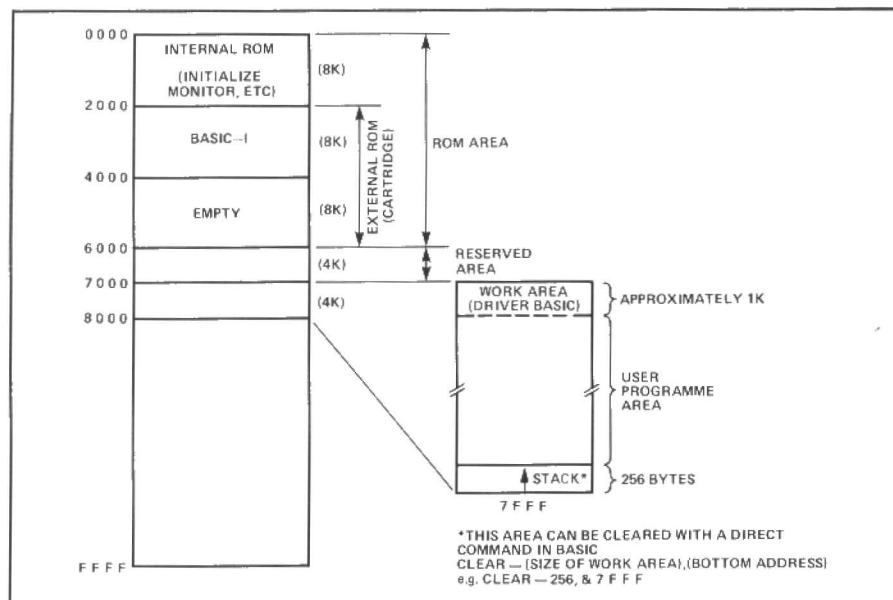 0000
INTERNAL ROM
(INITIALIZE
MONITOR, ETC)
(8K)
2000
BASIC—I
(8K)
4000
EMPTY
(8K)
EXTERNAL ROM
(CARTRIDGE)
ROM AREA
6000
(4K)
RESERVED
AREA
7000
(4K)
8000
WORK AREA
(DRIVER BASIC)
APPROXIMATELY 1K
USER
PROGRAMME
AREA
STACK*
256 BYTES
7FFF
FFFF
*THIS AREA CAN BE CLEARED WITH A DIRECT
COMMAND IN BASIC
CLEAR — (SIZE OF WORK AREA),(BOTTOM ADDRESS)
e.g. CLEAR — 256, & 7FFF